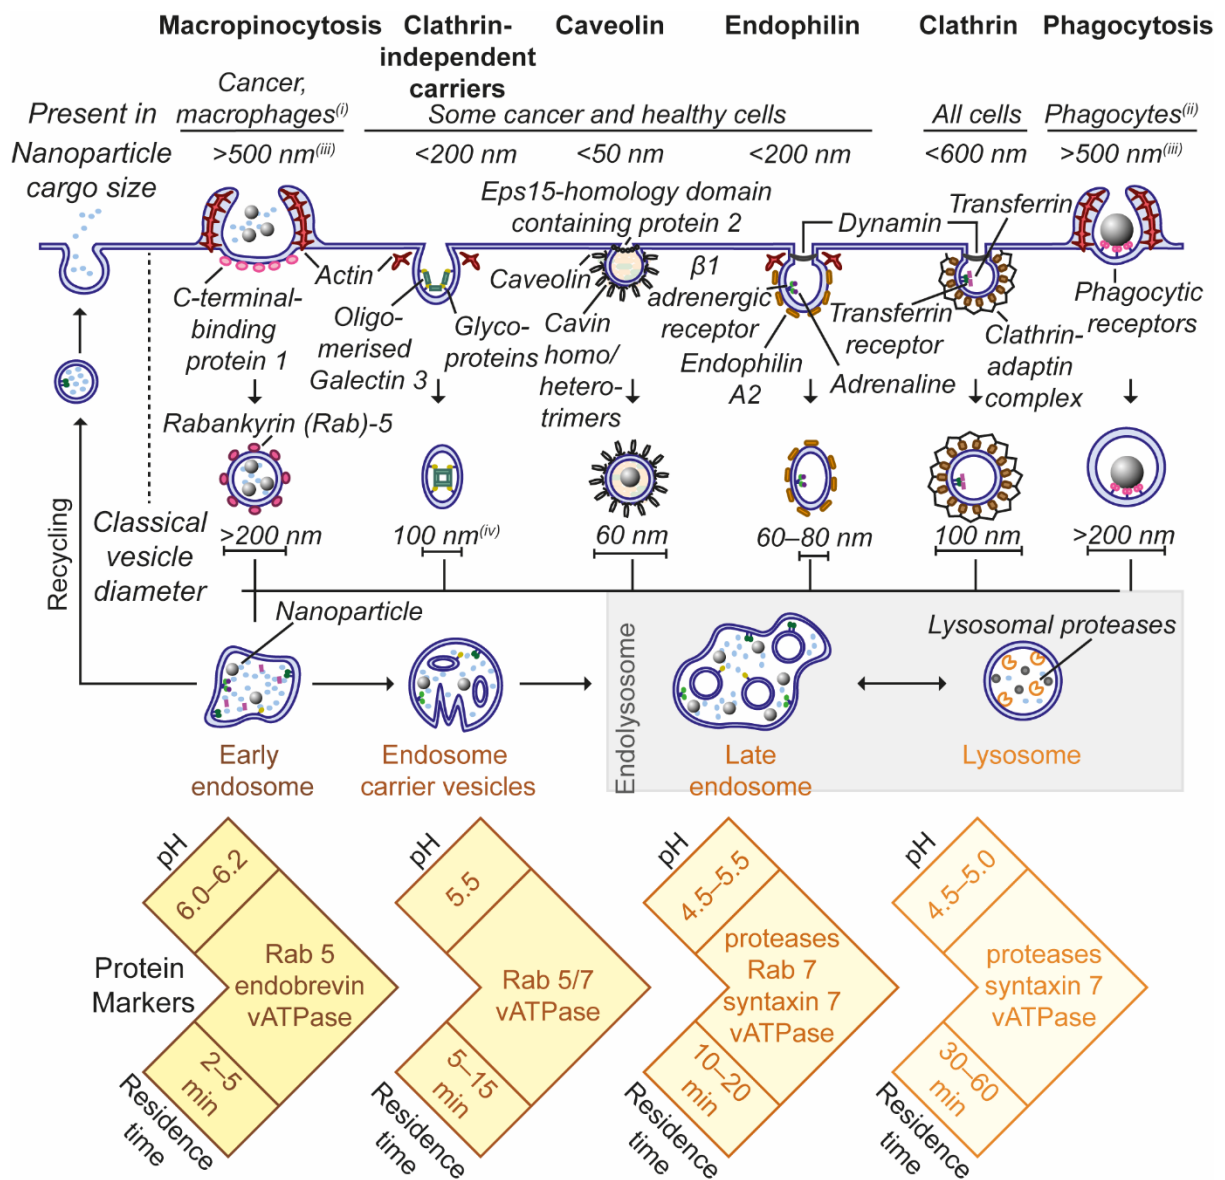 Macropinocytosis
Clathrin-
independent
carriers
Caveolin
Endophilin
Clathrin
Phagocytosis
Present in
Cancer,
macrophages(i)
Some cancer and healthy cells
All cells
Phagocytes(ii)
Nanoparticle
cargo size
>500 nm(iii)
<200 nm
<50 nm
<200 nm
<600 nm
>500 nm(iii)
Eps15-homology domain
containing protein 2
Dynamin
Transferrin
C-terminal-
binding
protein 1
Actin
Oligo-
merised
Galectin 3
Glyco-
proteins
Caveolin
Cavin
homo/
hetero-
trimers
β1
adrenergic
receptor
Endophilin
A2
Adrenaline
Transferrin
receptor
Clathrin-
adaptin
complex
Phagocytic
receptors
Rabankyrin (Rab)-5
Recycling
Classical
vesicle
diameter
>200 nm
100 nm(iv)
60 nm
60–80 nm
100 nm
>200 nm
Nanoparticle
Lysosomal proteases
Endolysosome
Early
endosome
Endosome
carrier vesicles
Late
endosome
Lysosome
pH
6.0–6.2
Protein
Markers
Rab 5
endobrevin
vATPase
2–5
min
Residence
time
pH
5.5
Rab 5/7
vATPase
5–15
min
Residence
time
pH
4.5–5.5
proteases
Rab 7
syntaxin 7
vATPase
10–20
min
Residence
time
pH
4.5–5.0
proteases
syntaxin 7
vATPase
30–60
min
Residence
time